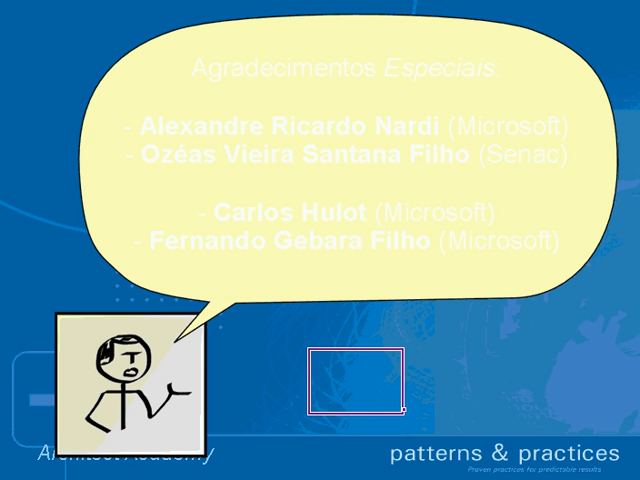 Agradecimentos Especiais.
- Alexandre Ricardo Nardi (Microsoft)
- Ozéas Vieira Santana Filho (Senac)
- Carlos Hulot (Microsoft)
- Fernando Gebara Filho (Microsoft)
Architect Academy
patterns & practices
Proven practices for predictable results